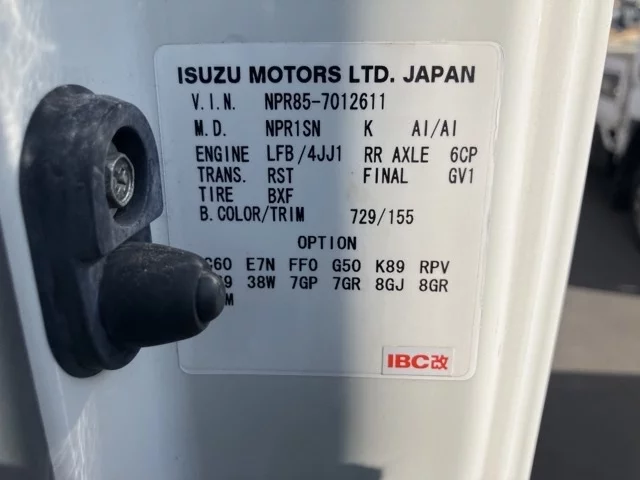 ISUZU MOTORS LTD. JAPAN
V.I.N. NPR85-7012611
M.D. NPR1SN K AI/AI
ENGINE LFB/4JJ1 RR AXLE 6CP
TRANS. RST FINAL GV1
TIRE BXF
B.COLOR/TRIM 729/155
OPTION
E7N FF0 G50 K89 RPV
38W 7GP 7GR 8GJ 8GR
IBC改